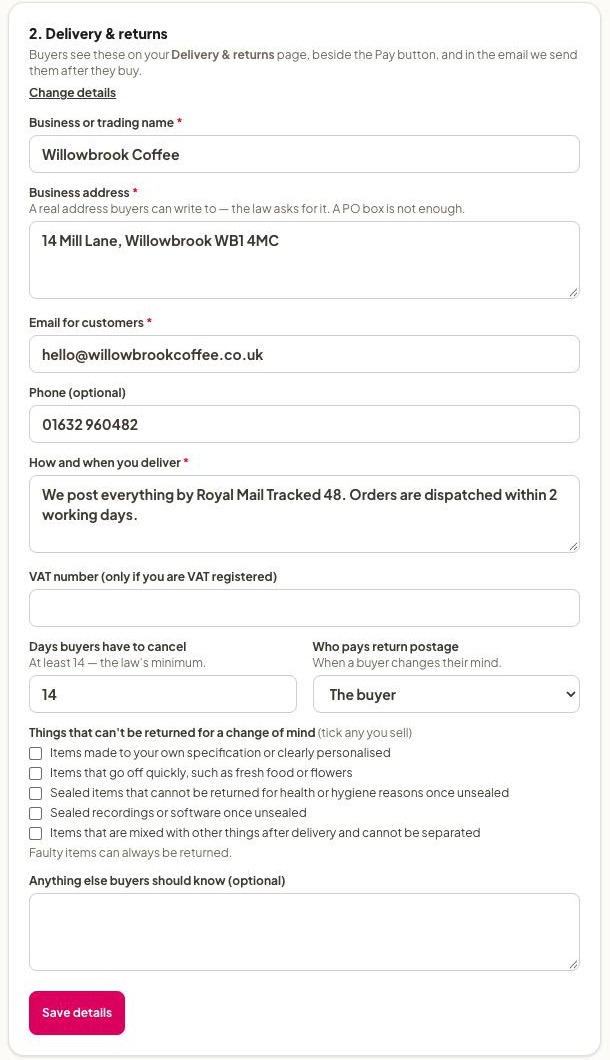 2. Delivery & returns
Buyers see these on your Delivery & returns page, beside the Pay button, and in the email we send
them after they buy.
Change details
Business or trading name *
Willowbrook Coffee
Business address *
A real address buyers can write to — the law asks for it. A PO box is not enough.
14 Mill Lane, Willowbrook WB1 4MC
Email for customers *
hello@willowbrookcoffee.co.uk
Phone (optional)
01632 960482
How and when you deliver *
We post everything by Royal Mail Tracked 48. Orders are dispatched within 2
working days.
VAT number (only if you are VAT registered)
Days buyers have to cancel
At least 14 — the law's minimum.
14
Who pays return postage
When a buyer changes their mind.
The buyer
Things that can't be returned for a change of mind (tick any you sell)
Items made to your own specification or clearly personalised
Items that go off quickly, such as fresh food or flowers
Sealed items that cannot be returned for health or hygiene reasons once unsealed
Sealed recordings or software once unsealed
Items that are mixed with other things after delivery and cannot be separated
Faulty items can always be returned.
Anything else buyers should know (optional)
Save details